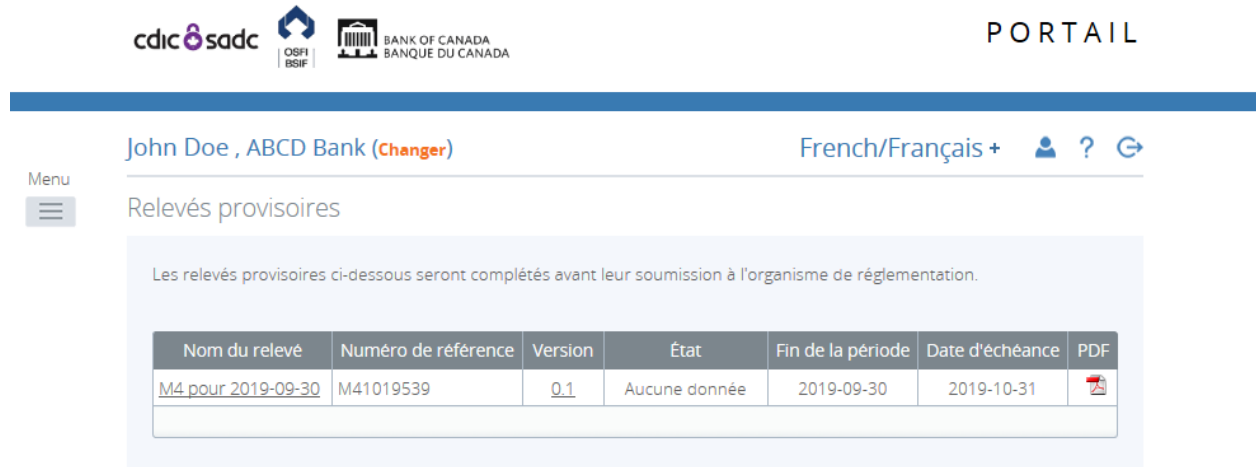 cdic sadc
OSFI
BSIF
BANK OF CANADA
BANQUE DU CANADA
PORTAIL
John Doe , ABCD Bank (Changer)
French/Français +
?
Menu
Relevés provisoires
Les relevés provisoires ci-dessous seront complétés avant leur soumission à l'organisme de réglementation.
Nom du relevé Numéro de référence Version État Fin de la période Date d'échéance PDF
M4 pour 2019-09-30 M41019539 0.1 Aucune donnée 2019-09-30 2019-10-31